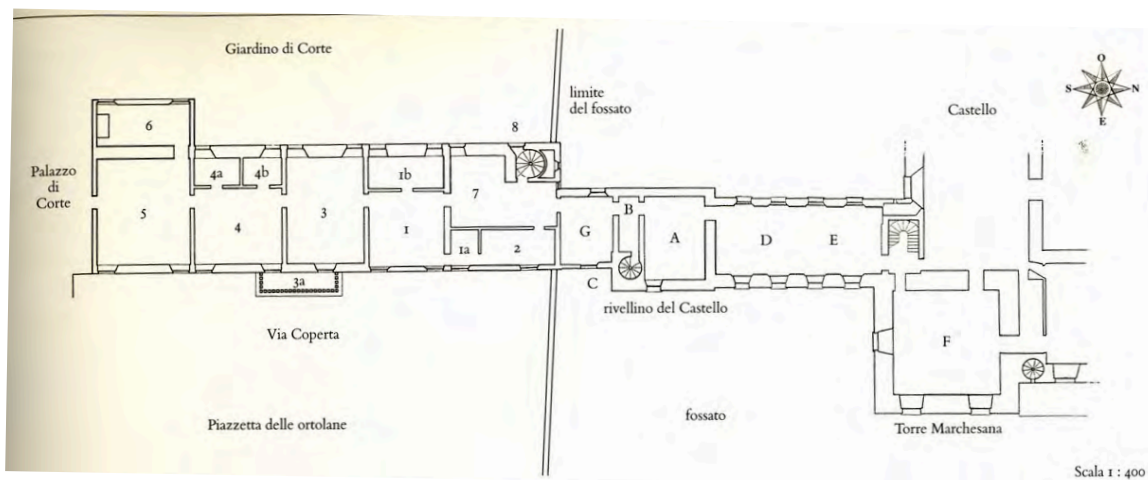 Giardino di Corte
limite
del fossato
8
Castello
O
S
N
E
6
Palazzo
di
Corte
4a
4b
1b
7
5
4
3
1
1a
2
G
B
A
D
E
C
3a
rivellino del Castello
F
Via Coperta
Piazzetta delle ortolane
fossato
Torre Marchesana
Scala 1 : 400